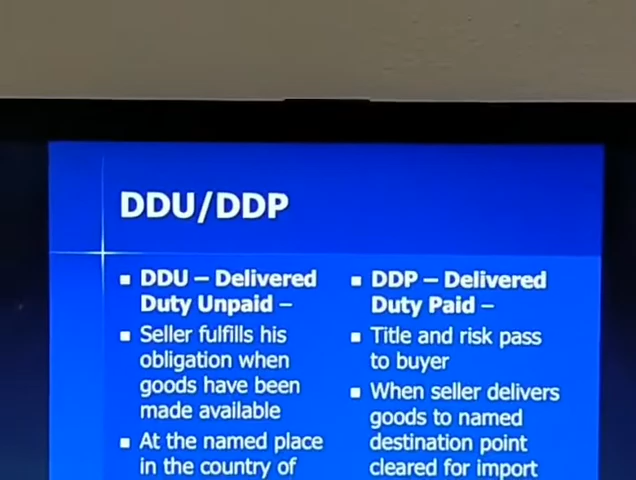 DDU/DDP
DDU – Delivered
Duty Unpaid –
Seller fulfills his
obligation when
goods have been
made available
At the named place
in the country of
DDP – Delivered
Duty Paid –
Title and risk pass
to buyer
When seller delivers
goods to named
destination point
cleared for import